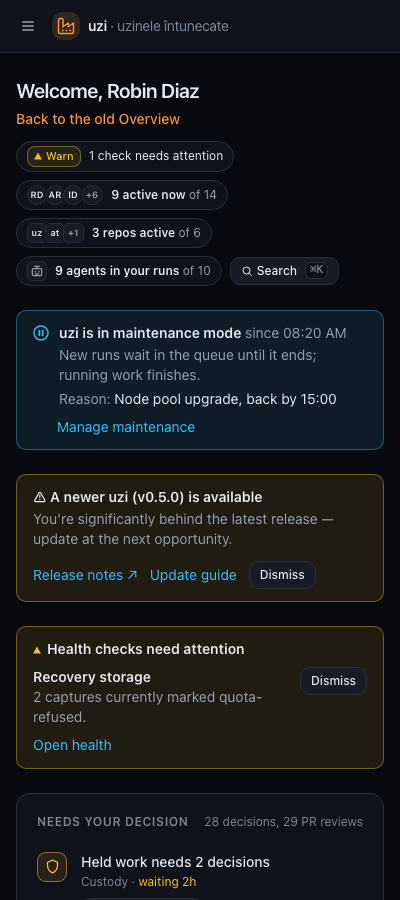 uzi · uzinele întunecate
Welcome, Robin Diaz
Back to the old Overview
Warn 1 check needs attention
RD AR ID +6 9 active now of 14
uz at +1 3 repos active of 6
9 agents in your runs of 10 Search ⌘K
uzi is in maintenance mode since 08:20 AM
New runs wait in the queue until it ends;
running work finishes.
Reason: Node pool upgrade, back by 15:00
Manage maintenance
A newer uzi (v0.5.0) is available
You're significantly behind the latest release —
update at the next opportunity.
Release notes ↗ Update guide Dismiss
Health checks need attention
Recovery storage Dismiss
2 captures currently marked quota-
refused.
Open health
NEEDS YOUR DECISION 28 decisions, 29 PR reviews
Held work needs 2 decisions
Custody · waiting 2h